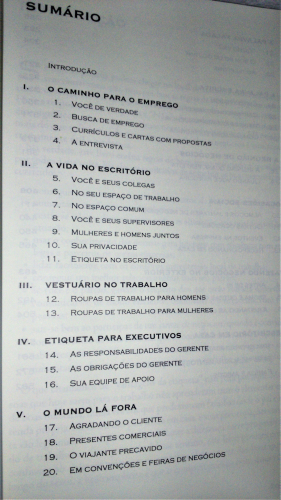 SUMÁRIO
INTRODUÇÃO
I. O CAMINHO PARA O EMPREGO
1. VOCÊ DE VERDADE
2. BUSCA DE EMPREGO
3. CURRÍCULOS E CARTAS COM PROPOSTAS
4. A ENTREVISTA
II. A VIDA NO ESCRITÓRIO
5. VOCÊ E SEUS COLEGAS
6. NO SEU ESPAÇO DE TRABALHO
7. NO ESPAÇO COMUM
8. VOCÊ E SEUS SUPERVISORES
9. MULHERES E HOMENS JUNTOS
10. SUA PRIVACIDADE
11. ETIQUETA NO ESCRITÓRIO
III. VESTUÁRIO NO TRABALHO
12. ROUPAS DE TRABALHO PARA HOMENS
13. ROUPAS DE TRABALHO PARA MULHERES
IV. ETIQUETA PARA EXECUTIVOS
14. AS RESPONSABILIDADES DO GERENTE
15. AS OBRIGAÇÕES DO GERENTE
16. SUA EQUIPE DE APOIO
V. O MUNDO LÁ FORA
17. AGRADANDO O CLIENTE
18. PRESENTES COMERCIAIS
19. O VIAJANTE PRECAVIDO
20. EM CONVENÇÕES E FEIRAS DE NEGÓCIOS